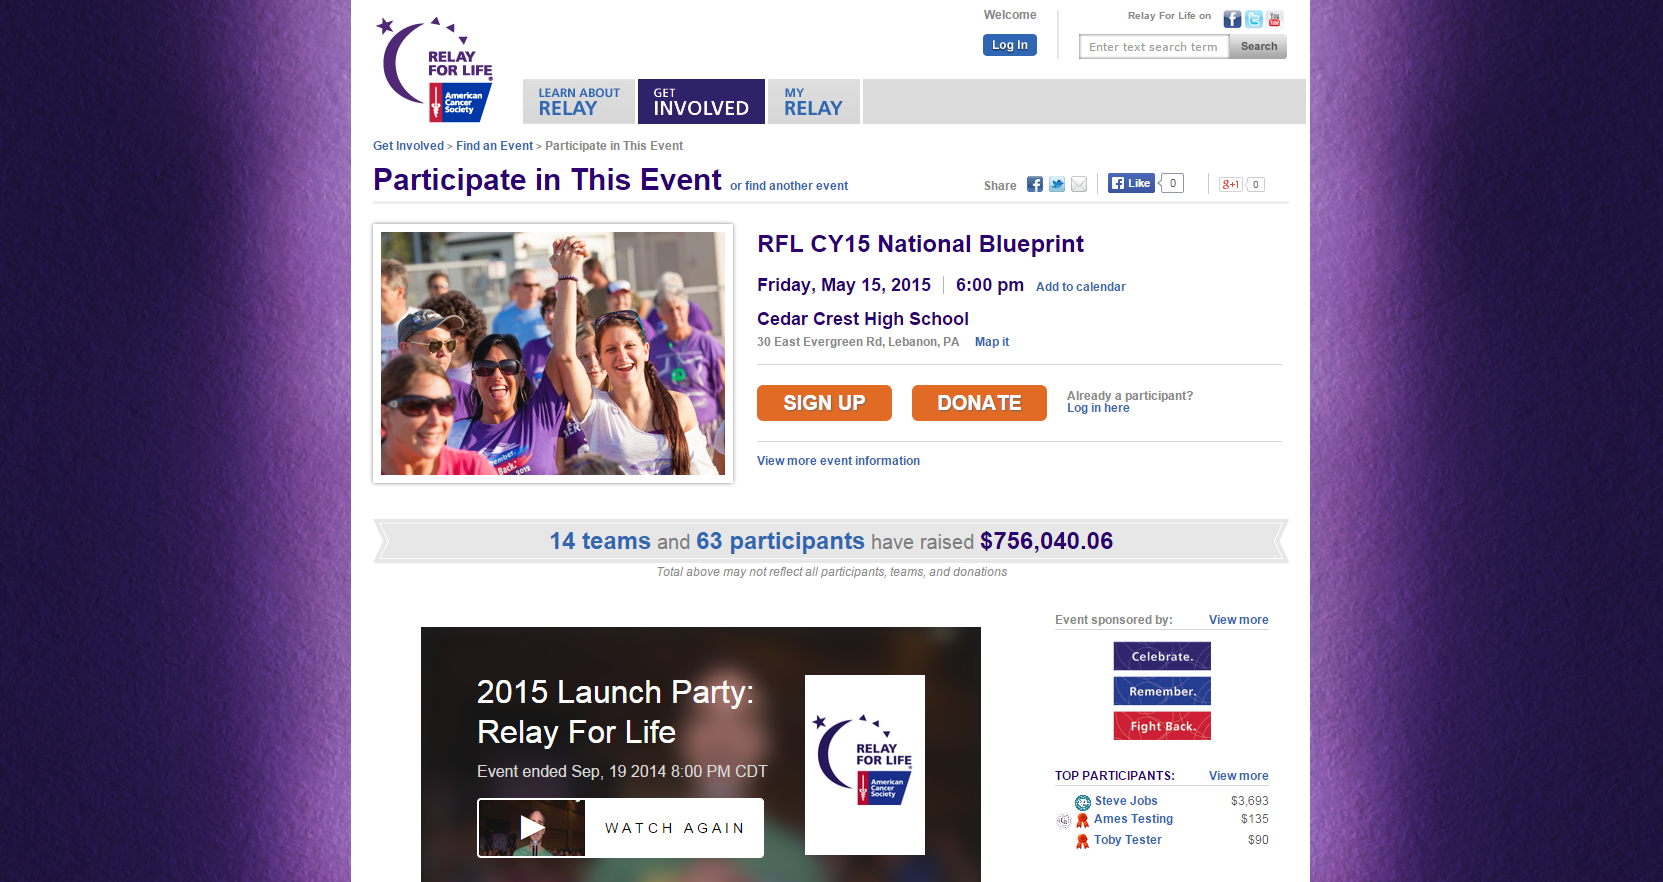 Welcome
Relay For Life on
Log In
Enter text search term
Search
RELAY
FOR LIFE
American
Cancer
Society
LEARN ABOUT
RELAY
GET
INVOLVED
MY
RELAY
Get Involved > Find an Event > Participate in This Event
Participate in This Event or find another event
Share
Like
0
g+1
0
RFL CY15 National Blueprint
Friday, May 15, 2015 6:00 pm Add to calendar
Cedar Crest High School
30 East Evergreen Rd, Lebanon, PA Map it
SIGN UP
DONATE
Already a participant?
Log in here
View more event information
14 teams and 63 participants have raised $756,040.06
Total above may not reflect all participants, teams, and donations
2015 Launch Party:
Relay For Life
Event ended Sep, 19 2014 8:00 PM CDT
WATCH AGAIN
RELAY
FOR LIFE
American
Cancer
Society
Event sponsored by: View more
Celebrate.
Remember.
Fight Back.
TOP PARTICIPANTS: View more
Steve Jobs $3,693
Ames Testing $135
Toby Tester $90